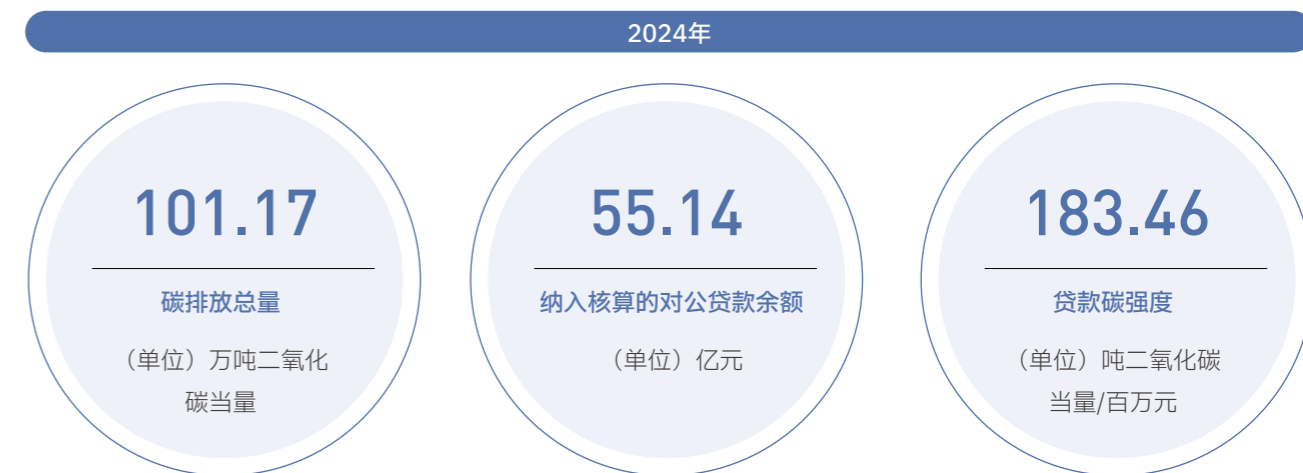 2024年
101.17
碳排放总量
（单位）万吨二氧化
碳当量
55.14
纳入核算的对公贷款余额
（单位）亿元
183.46
贷款碳强度
（单位）吨二氧化碳
当量/百万元